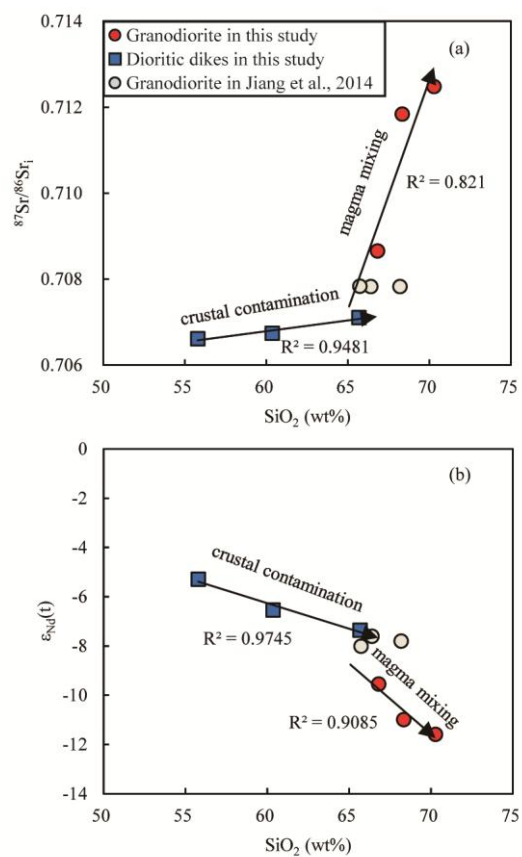 0.714
(a)
Granodiorite in this study
Dioritic dikes in this study
Granodiorite in Jiang et al., 2014
0.712
0.710
0.708
0.706
⁸⁷Sr/⁸⁶Srᵢ
magma mixing
R² = 0.821
crustal contamination
R² = 0.9481
50 55 60 65 70 75
SiO₂ (wt%)
0
(b)
-2
-4
-6
-8
-10
-12
-14
εNd(t)
crustal contamination
R² = 0.9745
magma mixing
R² = 0.9085
50 55 60 65 70 75
SiO₂ (wt%)